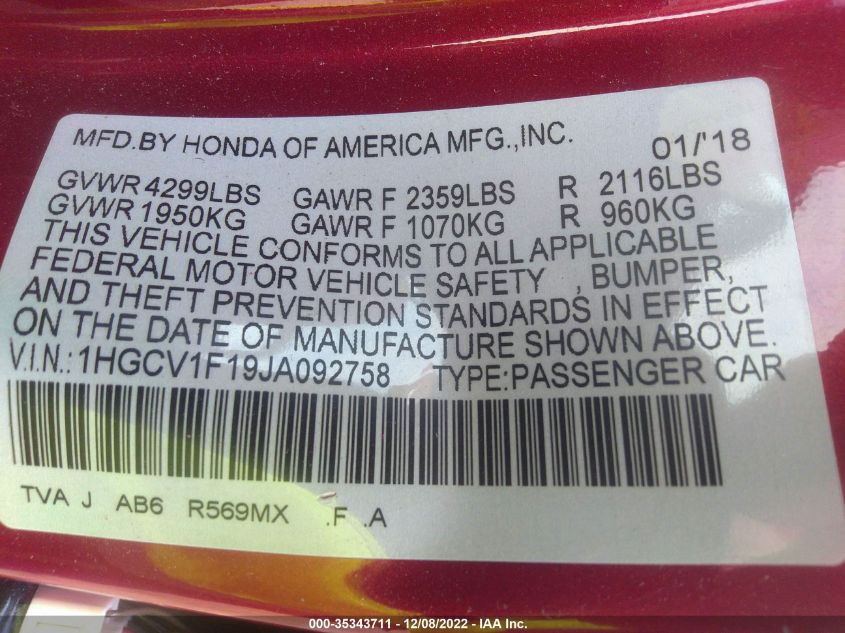 MFD.BY HONDA OF AMERICA MFG.,INC. 01/'18
GVWR 4299LBS GAWR F 2359LBS R 2116LBS
GVWR 1950KG GAWR F 1070KG R 960KG
THIS VEHICLE CONFORMS TO ALL APPLICABLE
FEDERAL MOTOR VEHICLE SAFETY , BUMPER,
AND THEFT PREVENTION STANDARDS IN EFFECT
ON THE DATE OF MANUFACTURE SHOWN ABOVE.
V.I.N.: 1HGCV1F19JA092758 TYPE:PASSENGER CAR
TVA J AB6 R569MX .F .A
000-35343711 - 12/08/2022 - IAA Inc.